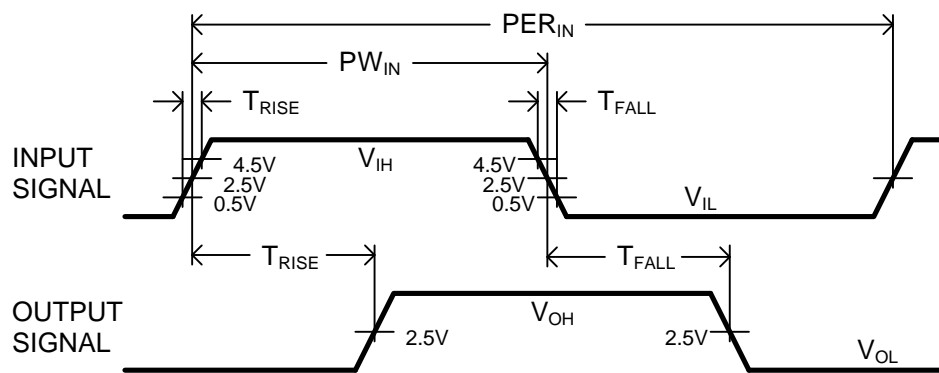 PER_IN
PW_IN
T_RISE
T_FALL
INPUT
SIGNAL
V_IH
4.5V
2.5V
0.5V
4.5V
2.5V
0.5V
V_IL
T_RISE
T_FALL
OUTPUT
SIGNAL
2.5V
V_OH
2.5V
V_OL